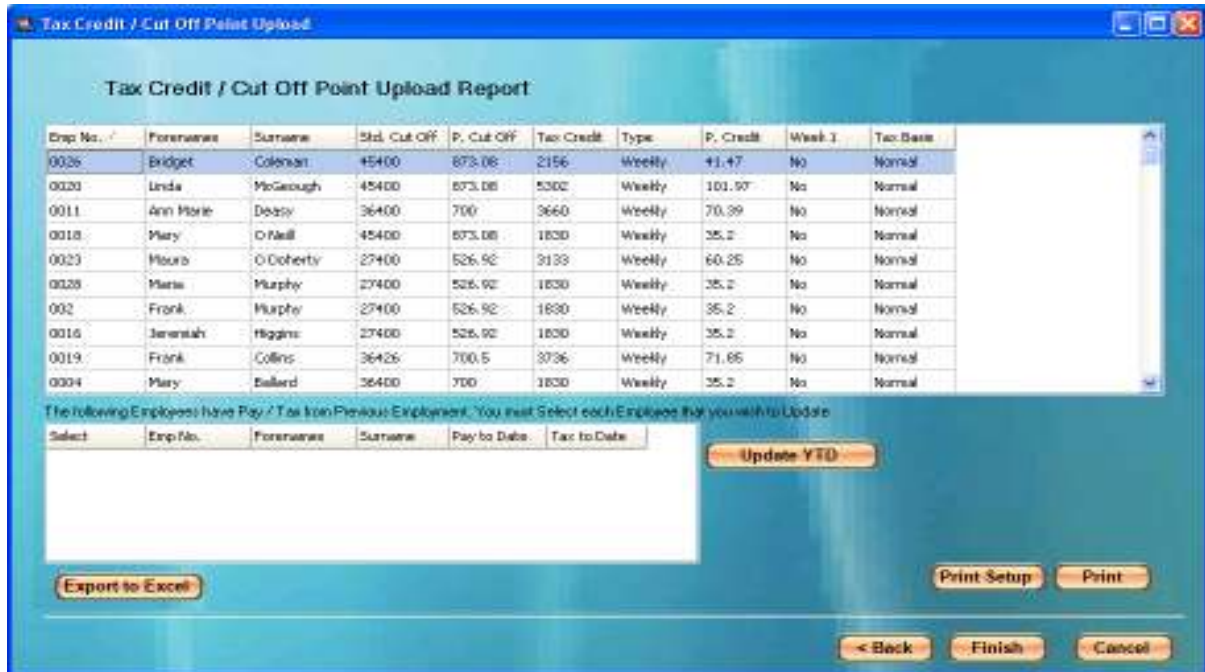 Tax Credit / Cut Off Point Upload
Tax Credit / Cut Off Point Upload Report
Emp No. Forenames Surname Std. Cut Off P. Cut Off Tax Credit Type P. Credit Week 1 Tax Basis
0026 Bridget Coleman 45400 873.08 2156 Weekly 41.47 No Normal
0020 Linda McGeough 45400 873.08 5302 Weekly 101.97 No Normal
0011 Ann Marie Deasy 36400 700 3660 Weekly 70.39 No Normal
0018 Mary O Neill 45400 873.08 1830 Weekly 35.2 No Normal
0023 Maura O Doherty 27400 526.92 3133 Weekly 60.25 No Normal
0028 Maria Murphy 27400 526.92 1830 Weekly 35.2 No Normal
002 Frank Murphy 27400 526.92 1830 Weekly 35.2 No Normal
0016 Jeremiah Higgins 27400 526.92 1830 Weekly 35.2 No Normal
0019 Frank Collins 36426 700.5 3736 Weekly 71.85 No Normal
0004 Mary Ballard 36400 700 1830 Weekly 35.2 No Normal
The following Employees have Pay / Tax from Previous Employment. You must Select each Employee that you wish to Update
Select Emp No. Forenames Surname Pay to Date Tax to Date
Update YTD
Export to Excel
Print Setup Print
< Back Finish Cancel